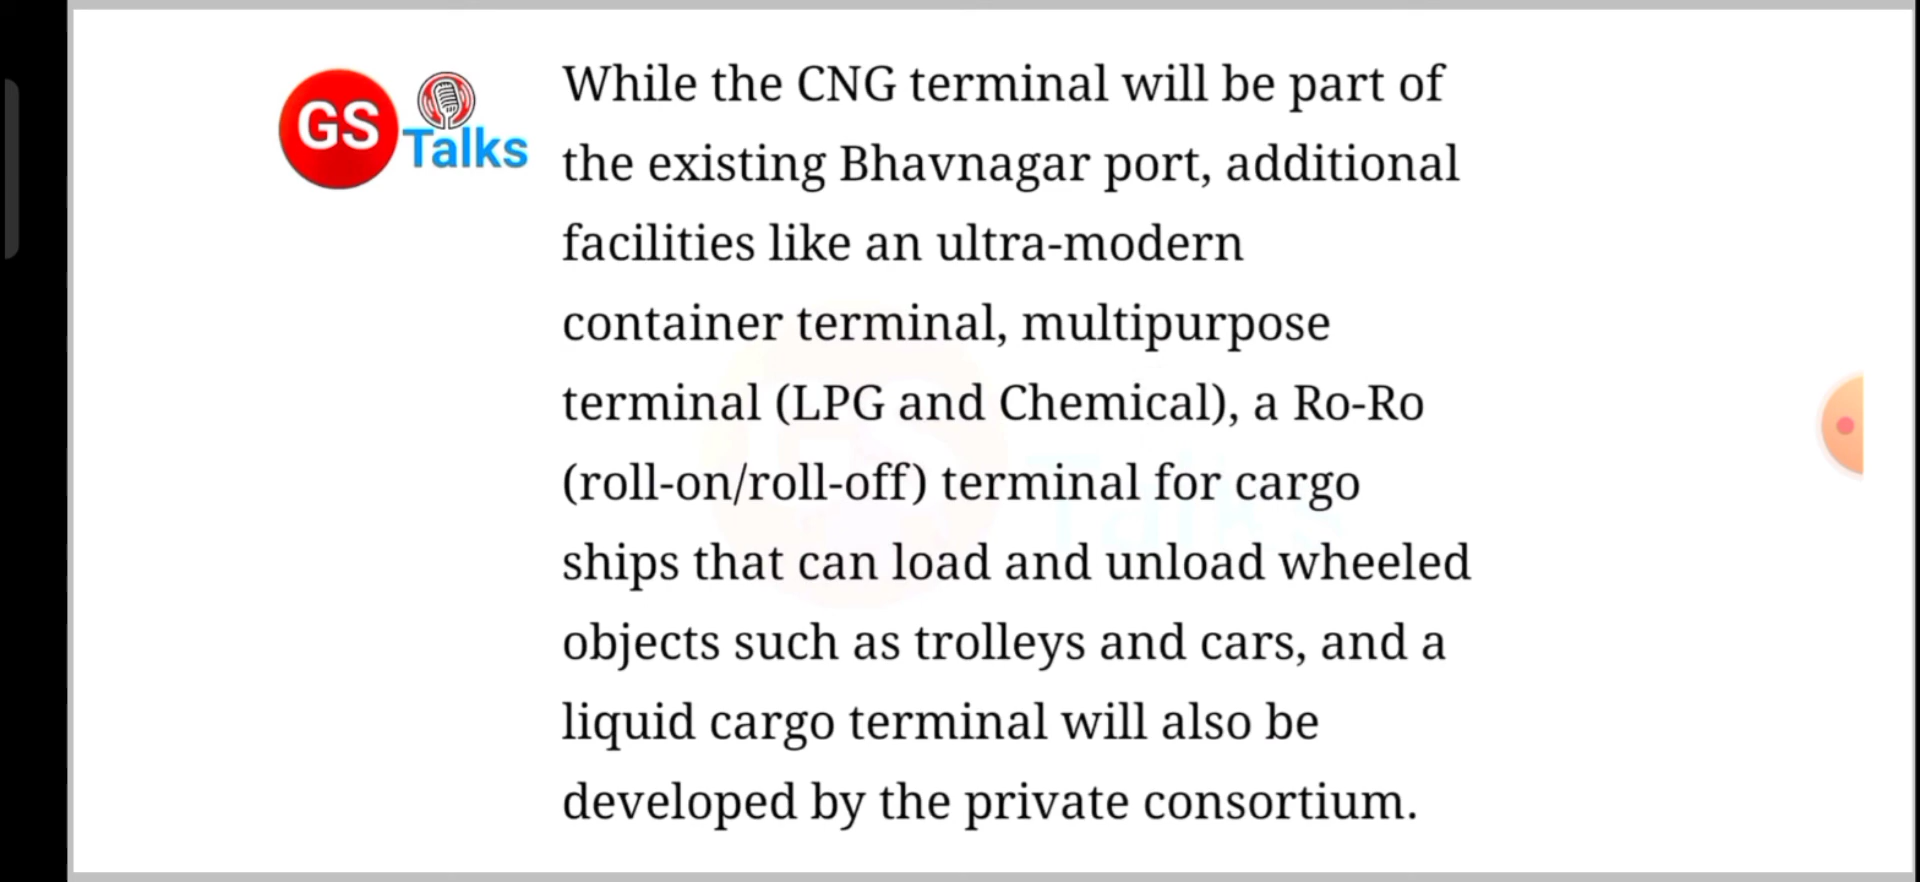 GS Talks
While the CNG terminal will be part of
the existing Bhavnagar port, additional
facilities like an ultra-modern
container terminal, multipurpose
terminal (LPG and Chemical), a Ro-Ro
(roll-on/roll-off) terminal for cargo
ships that can load and unload wheeled
objects such as trolleys and cars, and a
liquid cargo terminal will also be
developed by the private consortium.